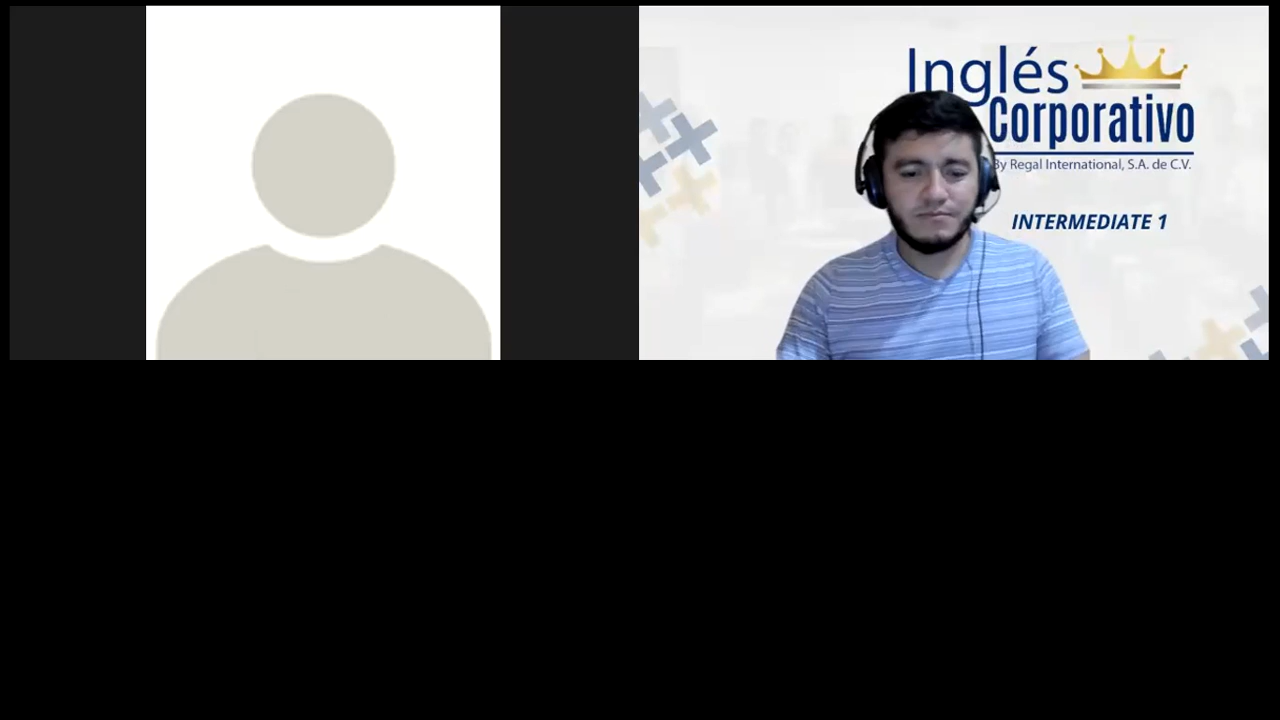 Inglés
Corporativo
By Regal International, S.A. de C.V.
INTERMEDIATE 1